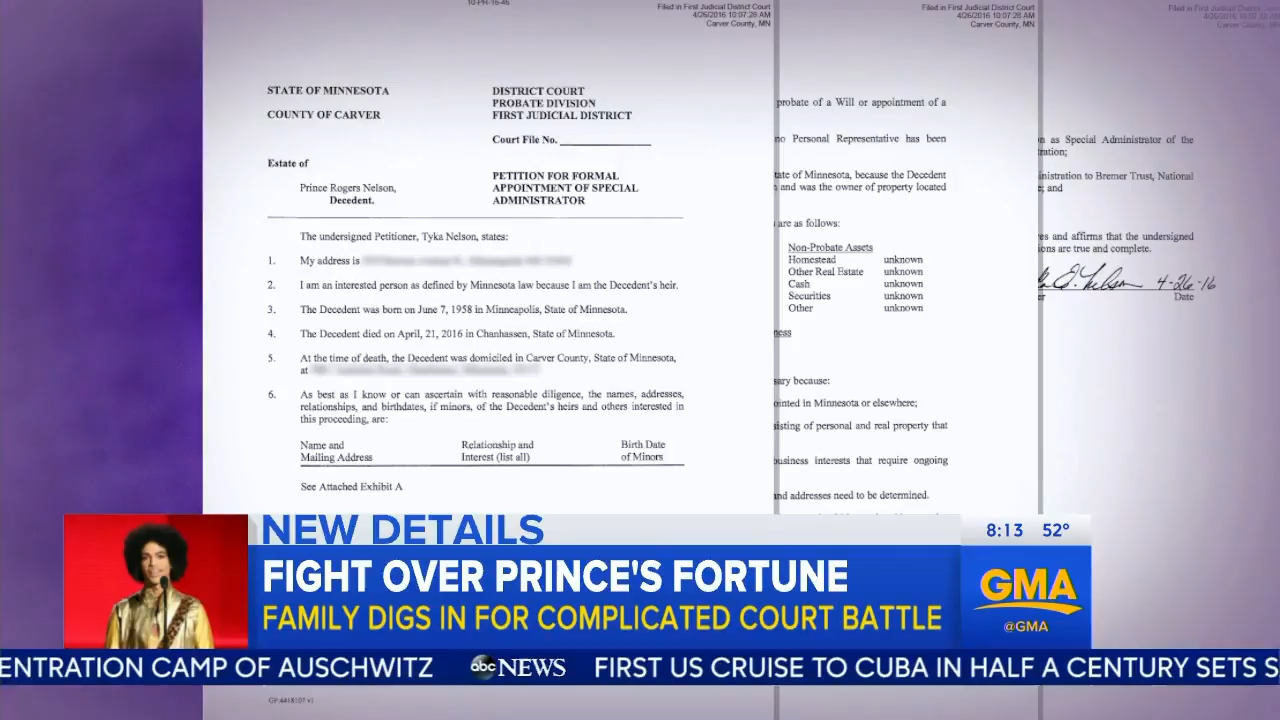 10-PR-16-46
Filed in First Judicial District Court
4/26/2016 10:07:28 AM
Carver County, MN
STATE OF MINNESOTA
COUNTY OF CARVER
DISTRICT COURT
PROBATE DIVISION
FIRST JUDICIAL DISTRICT
Court File No.
Estate of
Prince Rogers Nelson,
Decedent.
PETITION FOR FORMAL
APPOINTMENT OF SPECIAL
ADMINISTRATOR
The undersigned Petitioner, Tyka Nelson, states:
1. My address is
2. I am an interested person as defined by Minnesota law because I am the Decedent's heir.
3. The Decedent was born on June 7, 1958 in Minneapolis, State of Minnesota.
4. The Decedent died on April, 21, 2016 in Chanhassen, State of Minnesota.
5. At the time of death, the Decedent was domiciled in Carver County, State of Minnesota,
at
6. As best as I know or can ascertain with reasonable diligence, the names, addresses,
relationships, and birthdates, if minors, of the Decedent's heirs and others interested in
this proceeding, are:
Name and Relationship and Birth Date
Mailing Address Interest (list all) of Minors
See Attached Exhibit A
Filed in First Judicial District Court
4/26/2016 10:07:28 AM
Carver County, MN
probate of a Will or appointment of a
no Personal Representative has been
tate of Minnesota, because the Decedent
and was the owner of property located
are as follows:
Non-Probate Assets
Homestead unknown
Other Real Estate unknown
Cash unknown
Securities unknown
Other unknown
ness
sary because:
ointed in Minnesota or elsewhere;
sisting of personal and real property that
business interests that require ongoing
and addresses need to be determined.
Filed in First Judicial District Court
Carver County, MN
as Special Administrator of the
tration;
inistration to Bremer Trust, National
e; and
es and affirms that the undersigned
ions are true and complete.
Nelson 4-26-16
er Date
NEW DETAILS
FIGHT OVER PRINCE'S FORTUNE
FAMILY DIGS IN FOR COMPLICATED COURT BATTLE
8:13 52°
GMA
@GMA
ENTRATION CAMP OF AUSCHWITZ abc NEWS FIRST US CRUISE TO CUBA IN HALF A CENTURY SETS S